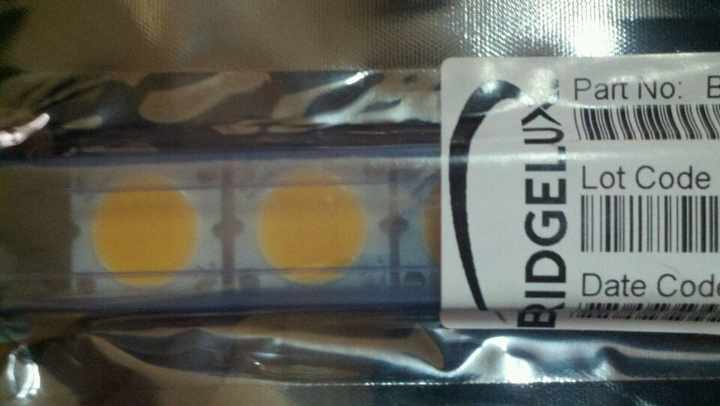 BRIDGELUX
Part No: B
Lot Code
Date Code